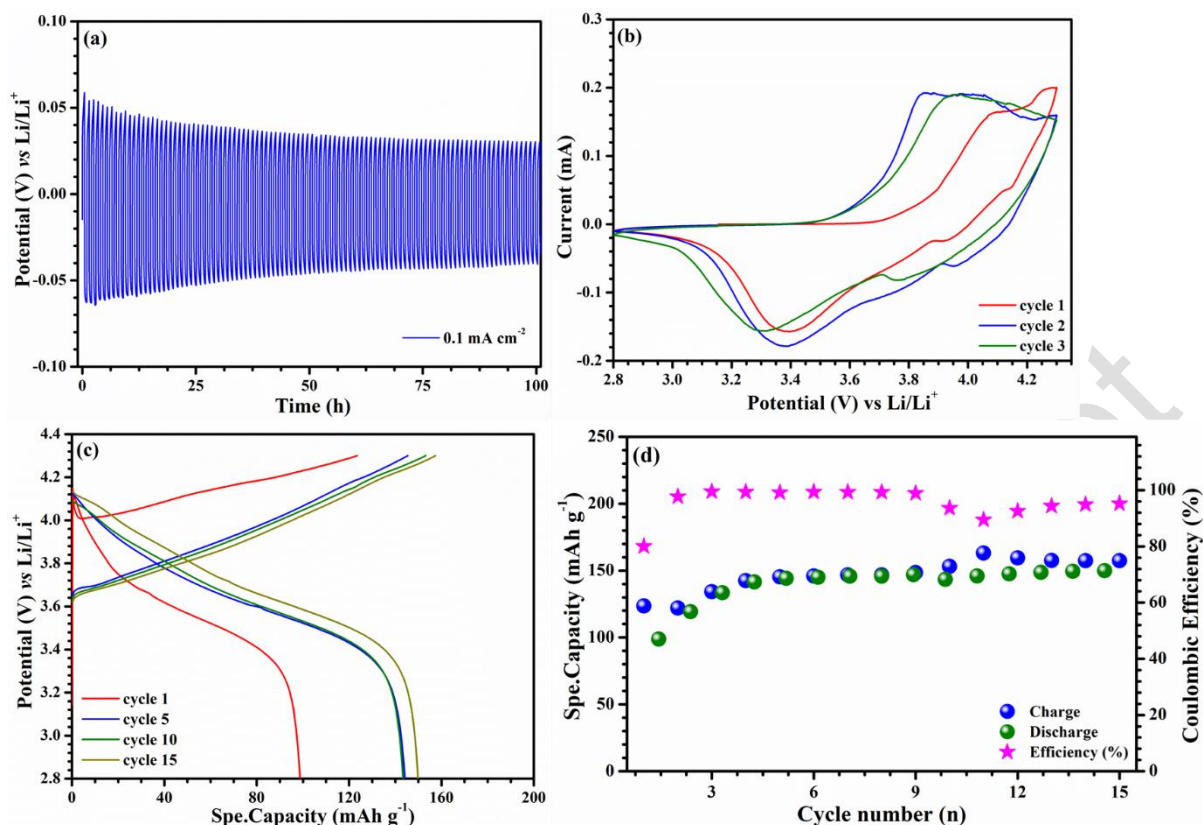 (a)
0.10
0.05
0.00
-0.05
-0.10
Potential (V) vs Li/Li⁺
0.1 mA cm⁻²
0 25 50 75 100
Time (h)
(b)
0.3
0.2
0.1
0.0
-0.1
-0.2
Current (mA)
cycle 1
cycle 2
cycle 3
2.8 3.0 3.2 3.4 3.6 3.8 4.0 4.2
Potential (V) vs Li/Li⁺
(c)
4.4
4.2
4.0
3.8
3.6
3.4
3.2
3.0
2.8
Potential (V) vs Li/Li⁺
cycle 1
cycle 5
cycle 10
cycle 15
0 40 80 120 160 200
Spe.Capacity (mAh g⁻¹)
(d)
250
200
150
100
50
0
Spe.Capacity (mAh g⁻¹)
Charge
Discharge
Efficiency (%)
100
80
60
40
20
0
Coulombic Efficiency (%)
3 6 9 12 15
Cycle number (n)